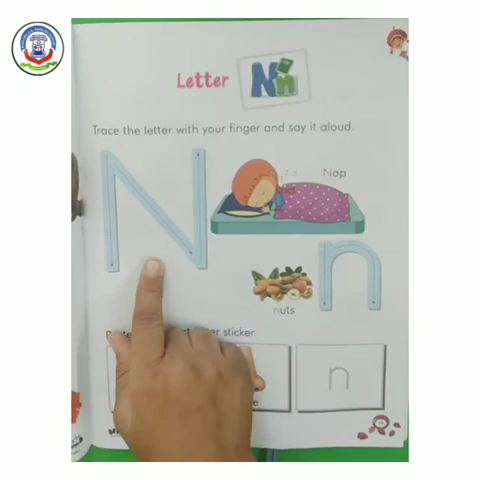 Letter Nn
Trace the letter with your finger and say it aloud.
N
z z z
Nap
n
nuts
sticker.
n